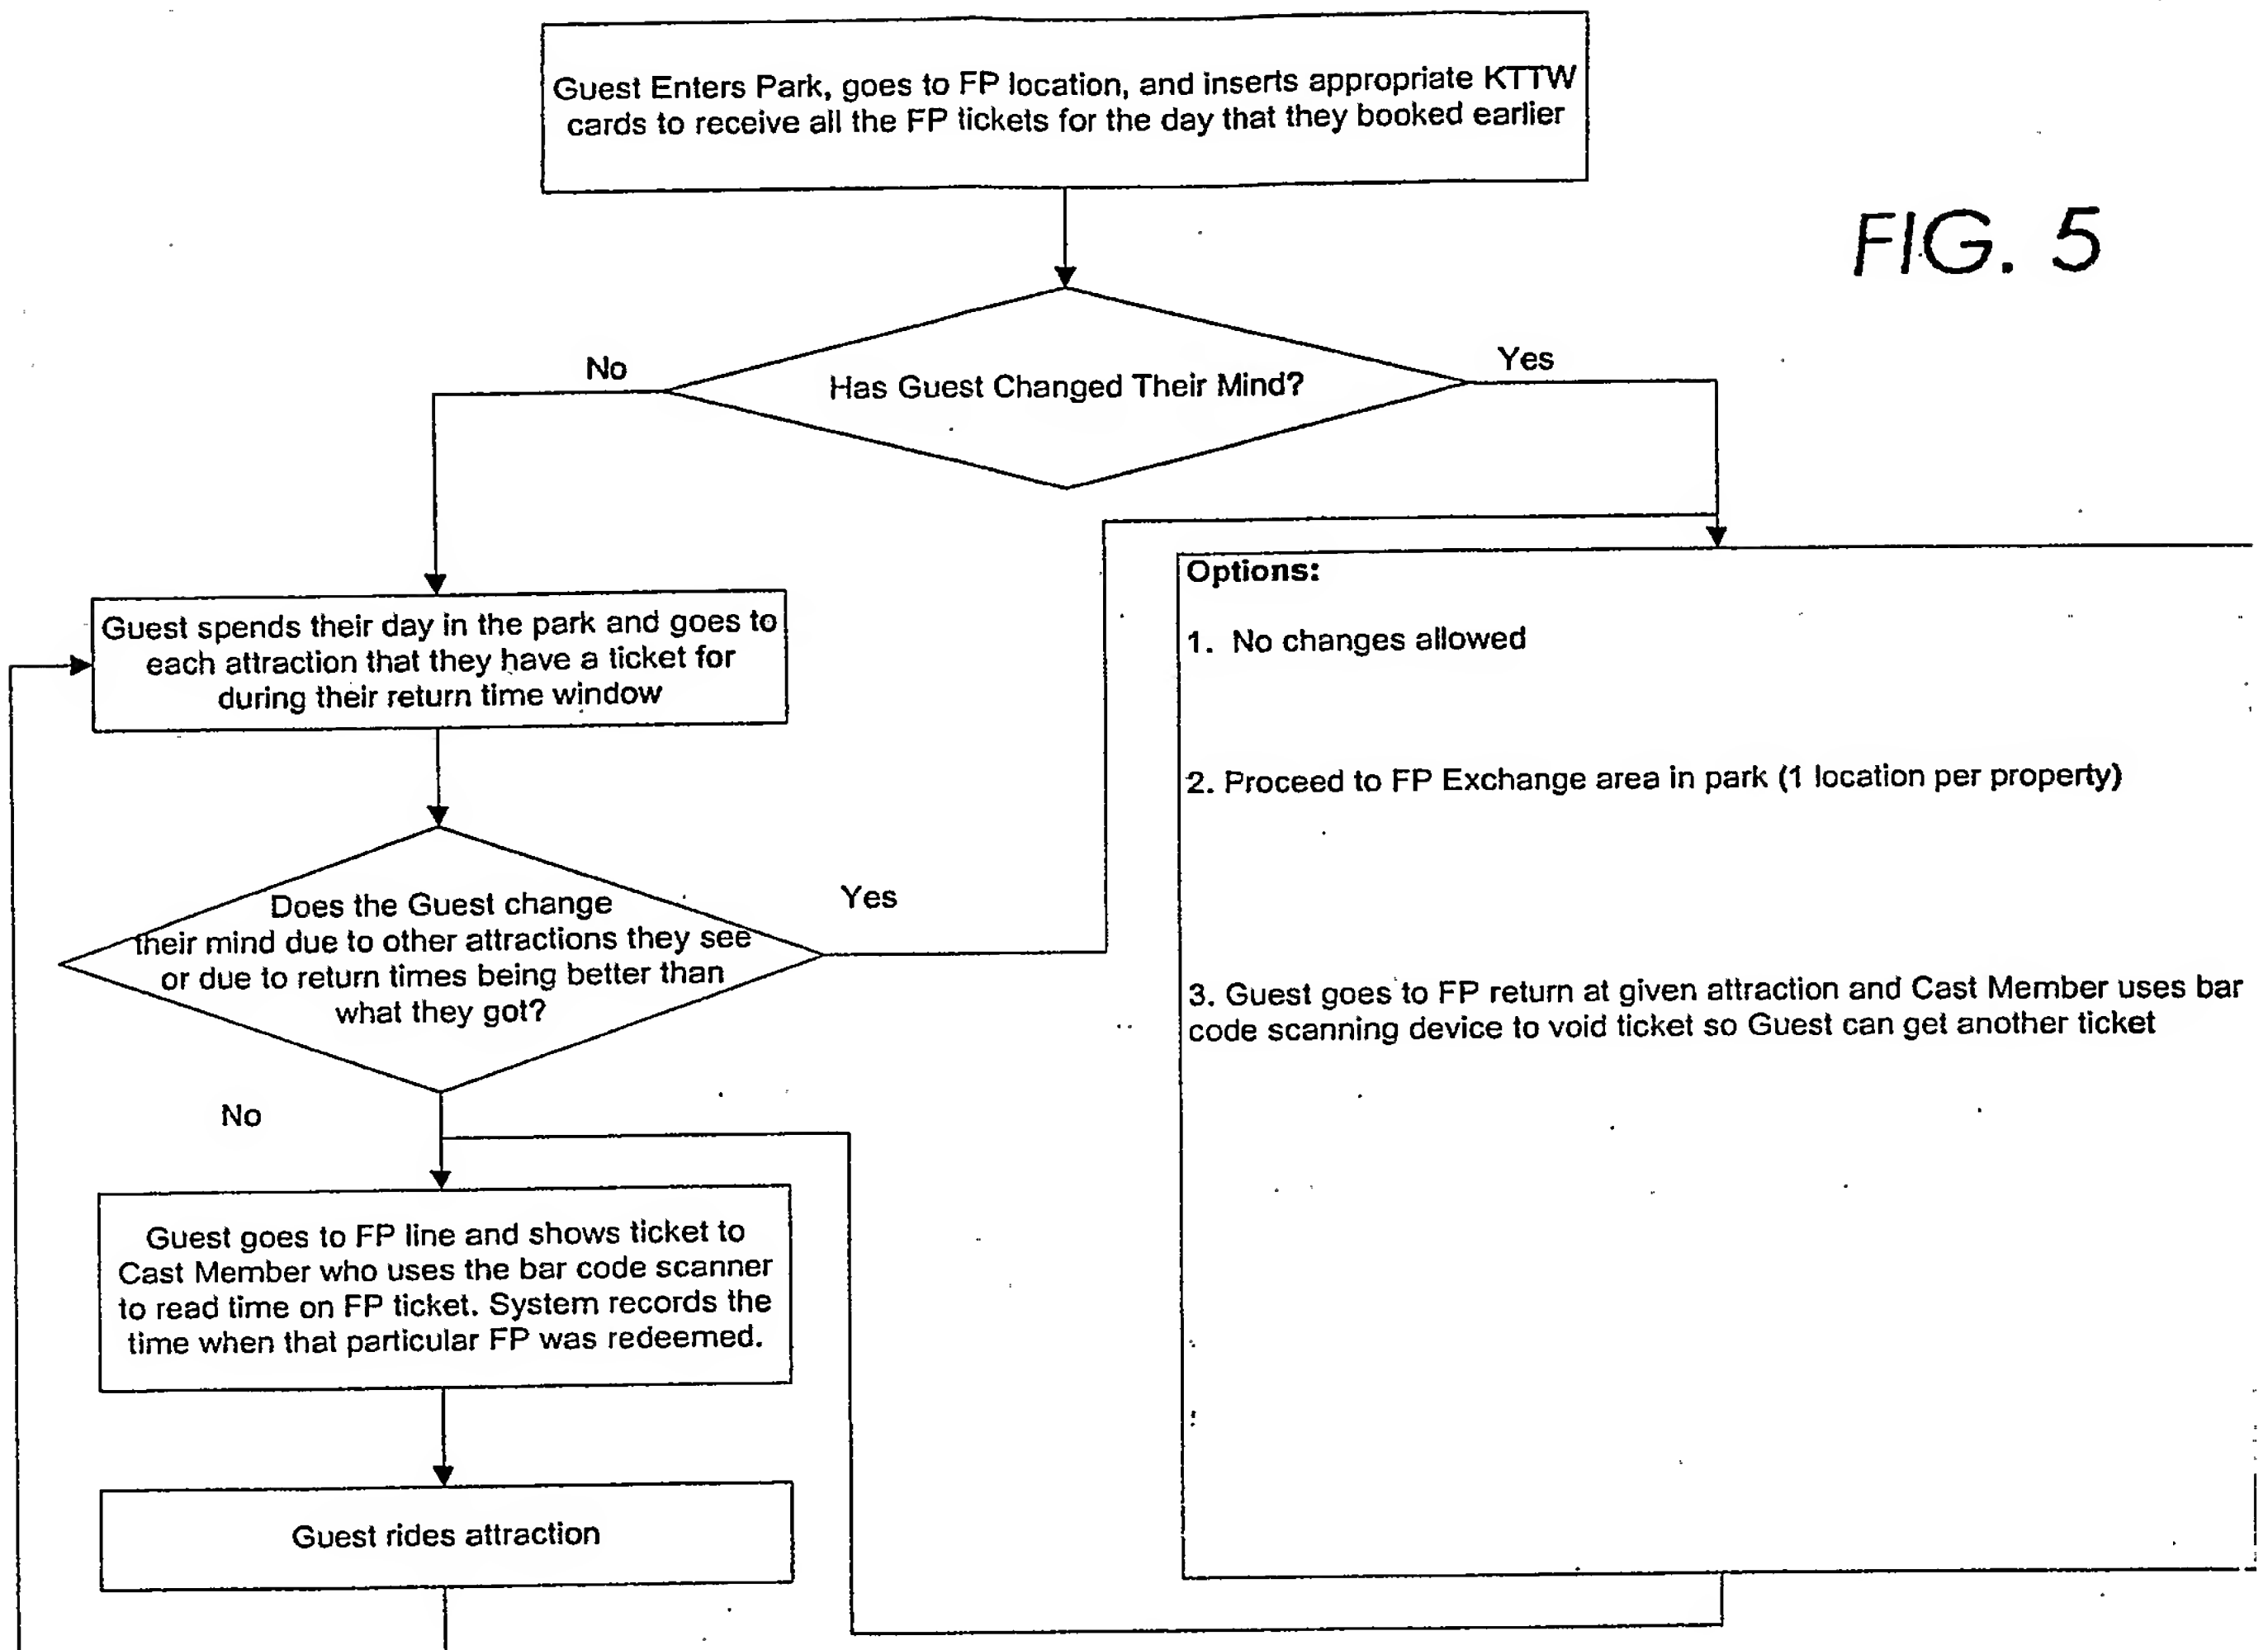 Guest Enters Park, goes to FP location, and inserts appropriate KTTW
cards to receive all the FP tickets for the day that they booked earlier
FIG. 5
No
Has Guest Changed Their Mind?
Yes
Guest spends their day in the park and goes to
each attraction that they have a ticket for
during their return time window
Options:
1. No changes allowed
2. Proceed to FP Exchange area in park (1 location per property)
3. Guest goes to FP return at given attraction and Cast Member uses bar
code scanning device to void ticket so Guest can get another ticket
Does the Guest change
their mind due to other attractions they see
or due to return times being better than
what they got?
Yes
No
Guest goes to FP line and shows ticket to
Cast Member who uses the bar code scanner
to read time on FP ticket. System records the
time when that particular FP was redeemed.
Guest rides attraction